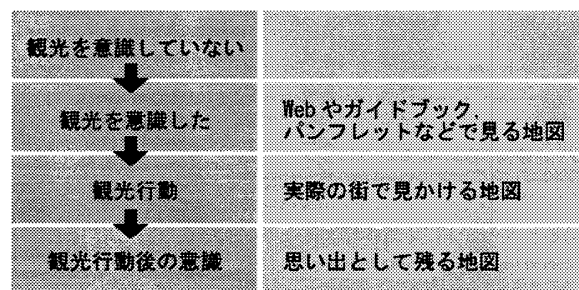 観光を意識していない
観光を意識した
Webやガイドブック,
パンフレットなどで見る地図
観光行動
実際の街で見かける地図
観光行動後の意識
思い出として残る地図